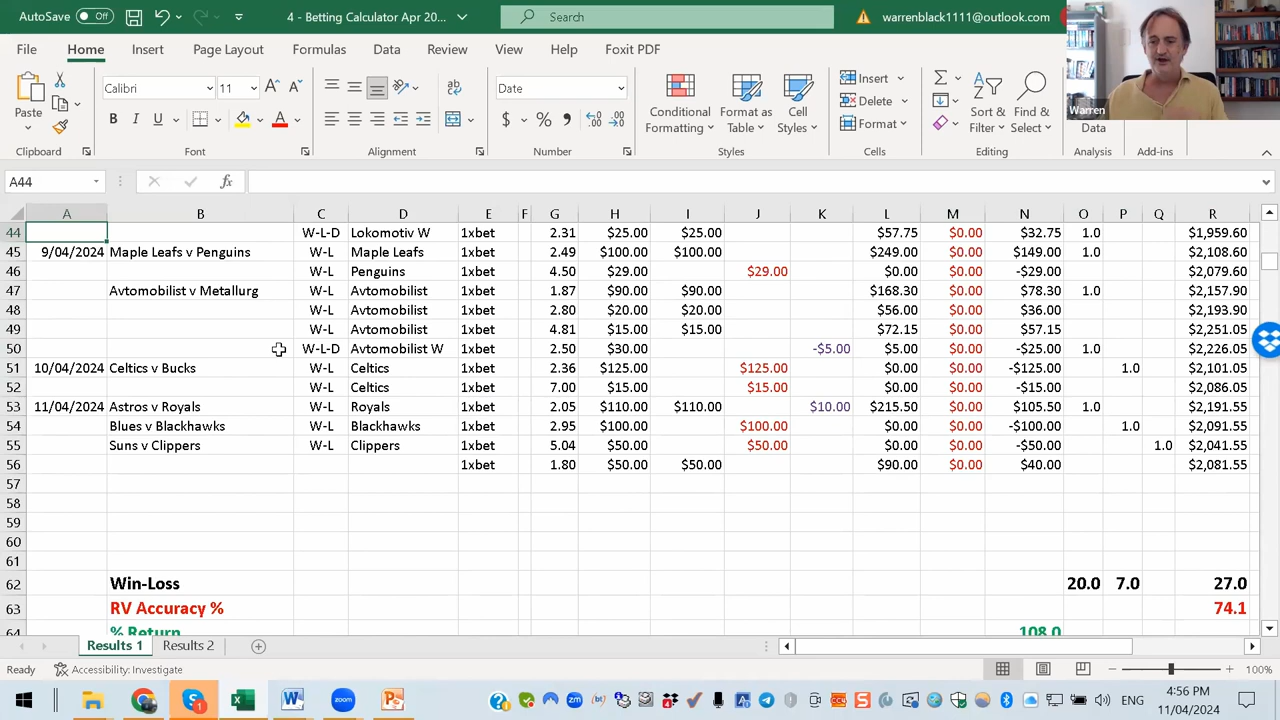 AutoSave Off 4 - Betting Calculator Apr 20... Search warrenblack1111@outlook.com
File Home Insert Page Layout Formulas Data Review View Help Foxit PDF
Paste Calibri 11 Date Conditional Formatting Format as Table Cell Styles Insert Delete Format Sort & Filter Find & Select Data
Warren
Clipboard Font Alignment Number Styles Cells Editing Analysis Add-ins
A44 fx
A B C D E F G H I J K L M N O P Q R
44 W-L-D Lokomotiv W 1xbet 2.31 $25.00 $25.00 $57.75 $0.00 $32.75 1.0 $1,959.60
45 9/04/2024 Maple Leafs v Penguins W-L Maple Leafs 1xbet 2.49 $100.00 $100.00 $249.00 $0.00 $149.00 1.0 $2,108.60
46 W-L Penguins 1xbet 4.50 $29.00 $29.00 $0.00 $0.00 -$29.00 $2,079.60
47 Avtomobilist v Metallurg W-L Avtomobilist 1xbet 1.87 $90.00 $90.00 $168.30 $0.00 $78.30 1.0 $2,157.90
48 W-L Avtomobilist 1xbet 2.80 $20.00 $20.00 $56.00 $0.00 $36.00 $2,193.90
49 W-L Avtomobilist 1xbet 4.81 $15.00 $15.00 $72.15 $0.00 $57.15 $2,251.05
50 W-L-D Avtomobilist W 1xbet 2.50 $30.00 -$5.00 $5.00 $0.00 -$25.00 1.0 $2,226.05
51 10/04/2024 Celtics v Bucks W-L Celtics 1xbet 2.36 $125.00 $125.00 $0.00 $0.00 -$125.00 1.0 $2,101.05
52 W-L Celtics 1xbet 7.00 $15.00 $15.00 $0.00 $0.00 -$15.00 $2,086.05
53 11/04/2024 Astros v Royals W-L Royals 1xbet 2.05 $110.00 $110.00 $10.00 $215.50 $0.00 $105.50 1.0 $2,191.55
54 Blues v Blackhawks W-L Blackhawks 1xbet 2.95 $100.00 $100.00 $0.00 $0.00 -$100.00 1.0 $2,091.55
55 Suns v Clippers W-L Clippers 1xbet 5.04 $50.00 $50.00 $0.00 $0.00 -$50.00 1.0 $2,041.55
56 1xbet 1.80 $50.00 $50.00 $90.00 $0.00 $40.00 $2,081.55
57
58
59
60
61
62 Win-Loss 20.0 7.0 27.0
63 RV Accuracy % 74.1
64 % Return 108.0
Results 1 Results 2
Ready Accessibility: Investigate 100%
ENG 4:56 PM
11/04/2024